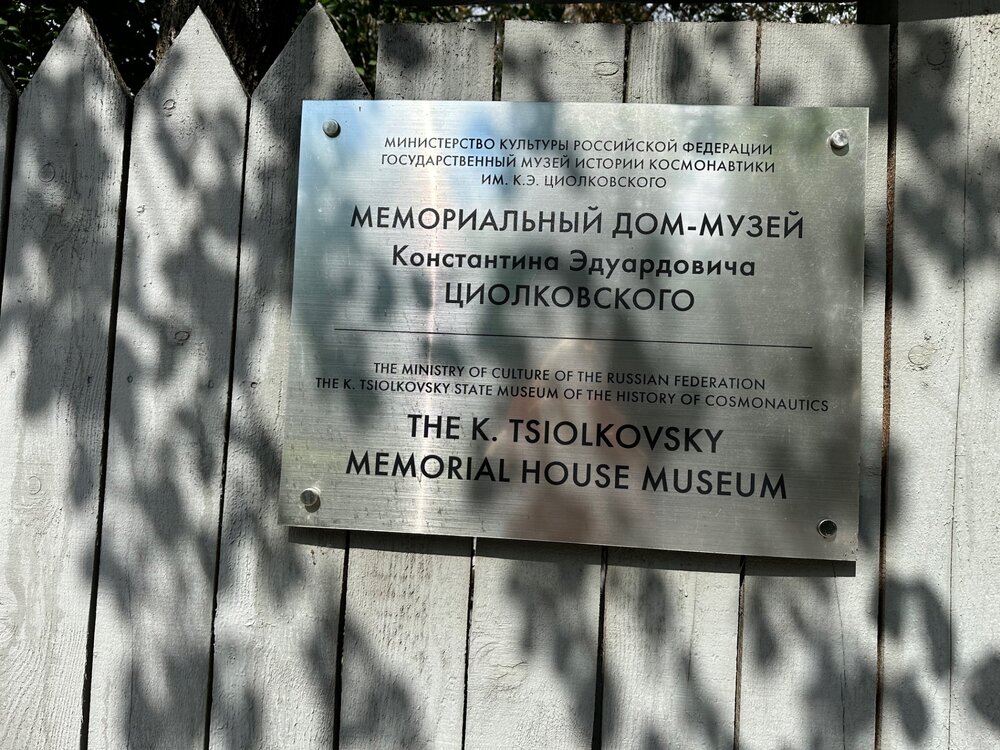 МИНИСТЕРСТВО КУЛЬТУРЫ РОССИЙСКОЙ ФЕДЕРАЦИИ
ГОСУДАРСТВЕННЫЙ МУЗЕЙ ИСТОРИИ КОСМОНАВТИКИ
ИМ. К.Э. ЦИОЛКОВСКОГО
МЕМОРИАЛЬНЫЙ ДОМ-МУЗЕЙ
Константина Эдуардовича
ЦИОЛКОВСКОГО
THE MINISTRY OF CULTURE OF THE RUSSIAN FEDERATION
THE K. TSIOLKOVSKY STATE MUSEUM OF THE HISTORY OF COSMONAUTICS
THE K. TSIOLKOVSKY
MEMORIAL HOUSE MUSEUM